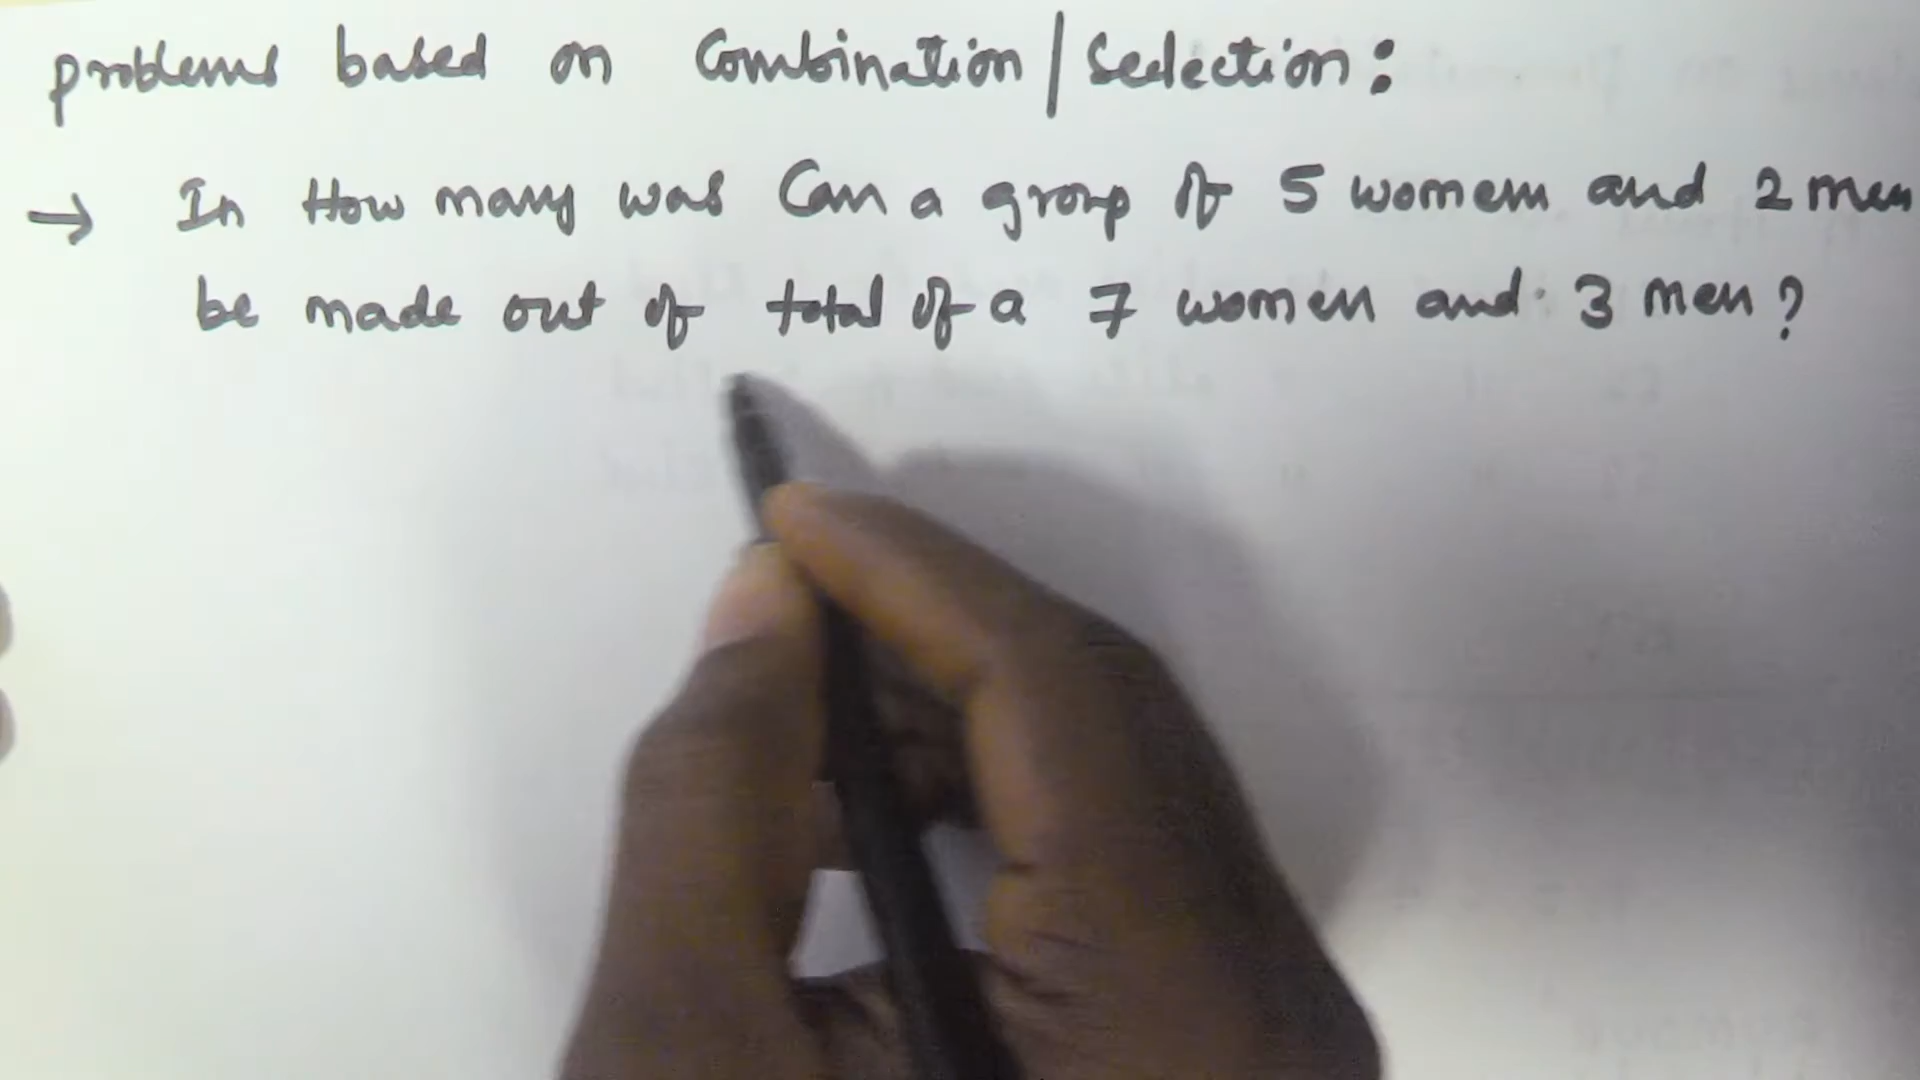 problems based on Combination/Selection:
→ In How many was Can a group of 5 women and 2 men
be made out of total of a 7 women and 3 men?